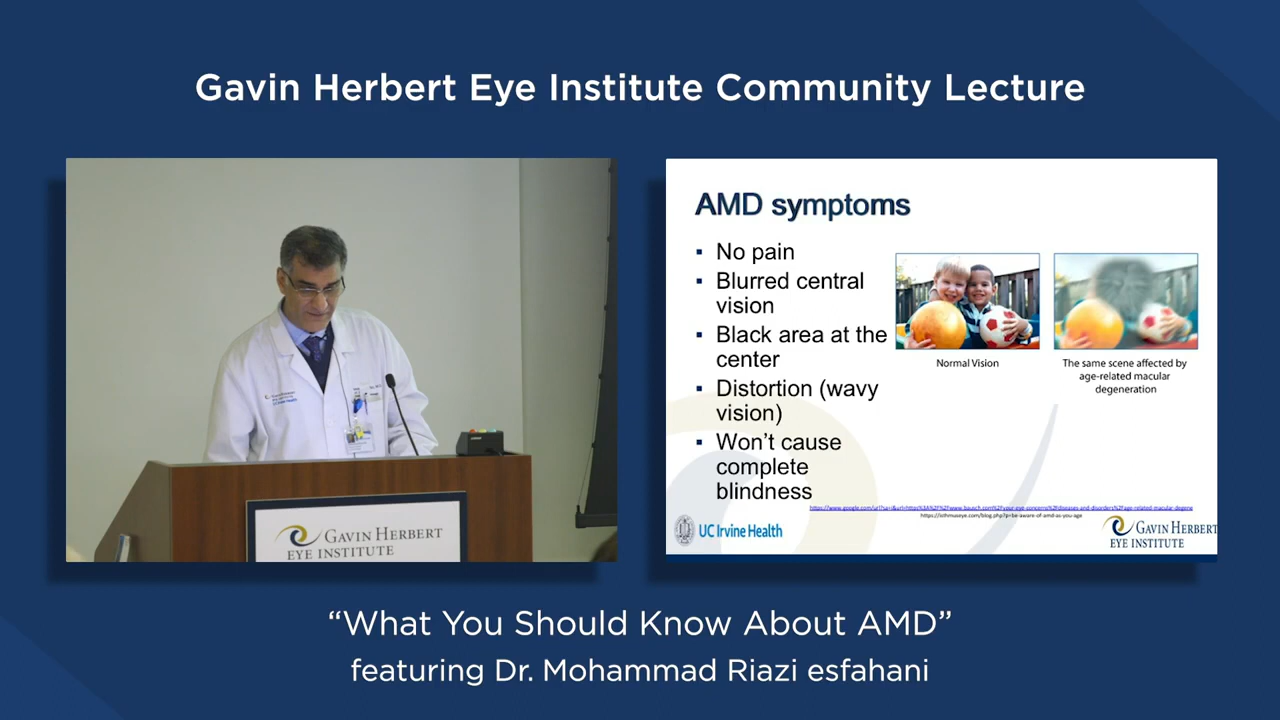 Gavin Herbert Eye Institute Community Lecture
UC Irvine Health
GAVIN HERBERT
EYE INSTITUTE
AMD symptoms
▪ No pain
▪ Blurred central
vision
▪ Black area at the
center
▪ Distortion (wavy
vision)
▪ Won’t cause
complete
blindness
Normal Vision
The same scene affected by
age-related macular
degeneration
UC Irvine Health
GAVIN HERBERT
EYE INSTITUTE
“What You Should Know About AMD”
featuring Dr. Mohammad Riazi esfahani